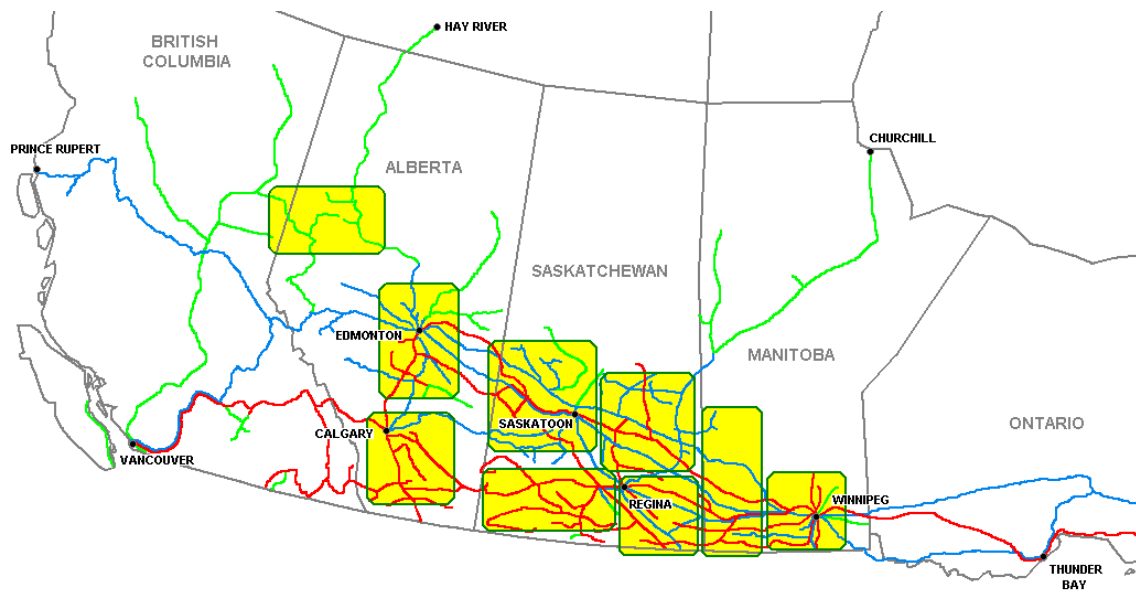 HAY RIVER
BRITISH
COLUMBIA
CHURCHILL
PRINCE RUPERT
ALBERTA
SASKATCHEWAN
EDMONTON
MANITOBA
SASKATOON
ONTARIO
CALGARY
VANCOUVER
WINNIPEG
REGINA
THUNDER
BAY